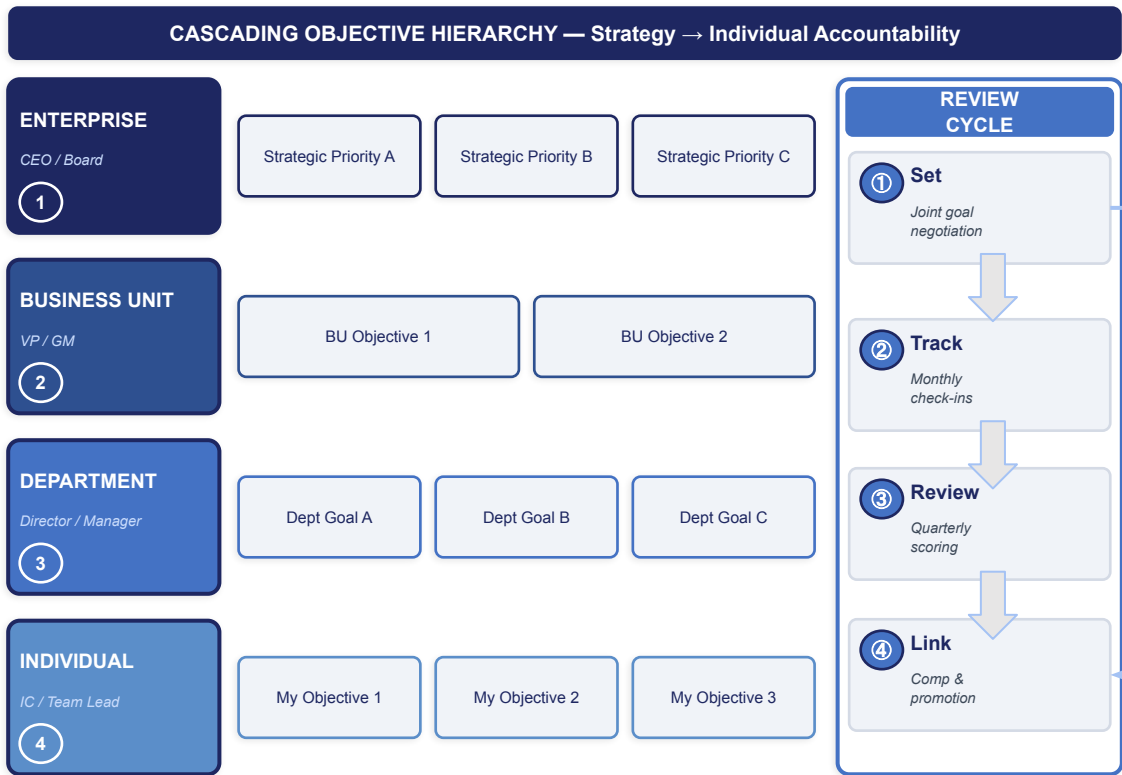 CASCADING OBJECTIVE HIERARCHY — Strategy → Individual Accountability
ENTERPRISE
CEO / Board
1
Strategic Priority A
Strategic Priority B
Strategic Priority C
BUSINESS UNIT
VP / GM
2
BU Objective 1
BU Objective 2
DEPARTMENT
Director / Manager
3
Dept Goal A
Dept Goal B
Dept Goal C
INDIVIDUAL
IC / Team Lead
4
My Objective 1
My Objective 2
My Objective 3
REVIEW
CYCLE
① Set
Joint goal
negotiation
② Track
Monthly
check-ins
③ Review
Quarterly
scoring
④ Link
Comp &
promotion